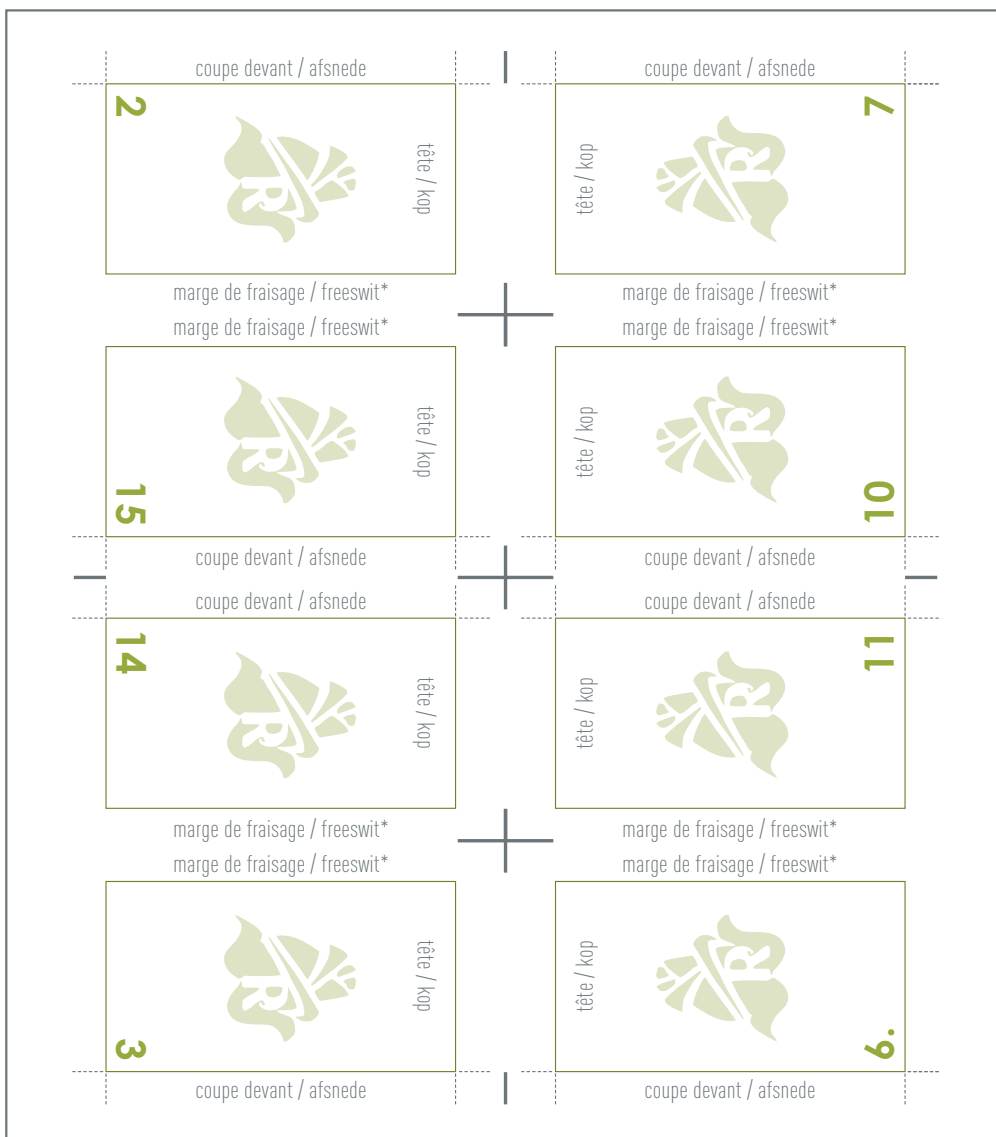 coupe devant / afsnede
coupe devant / afsnede
2
R
tête / kop
tête / kop
R
7
marge de fraisage / freeswit*
marge de fraisage / freeswit*
marge de fraisage / freeswit*
marge de fraisage / freeswit*
15
R
tête / kop
tête / kop
R
10
coupe devant / afsnede
coupe devant / afsnede
coupe devant / afsnede
coupe devant / afsnede
14
R
tête / kop
tête / kop
R
11
marge de fraisage / freeswit*
marge de fraisage / freeswit*
marge de fraisage / freeswit*
marge de fraisage / freeswit*
3
R
tête / kop
tête / kop
R
6.
coupe devant / afsnede
coupe devant / afsnede